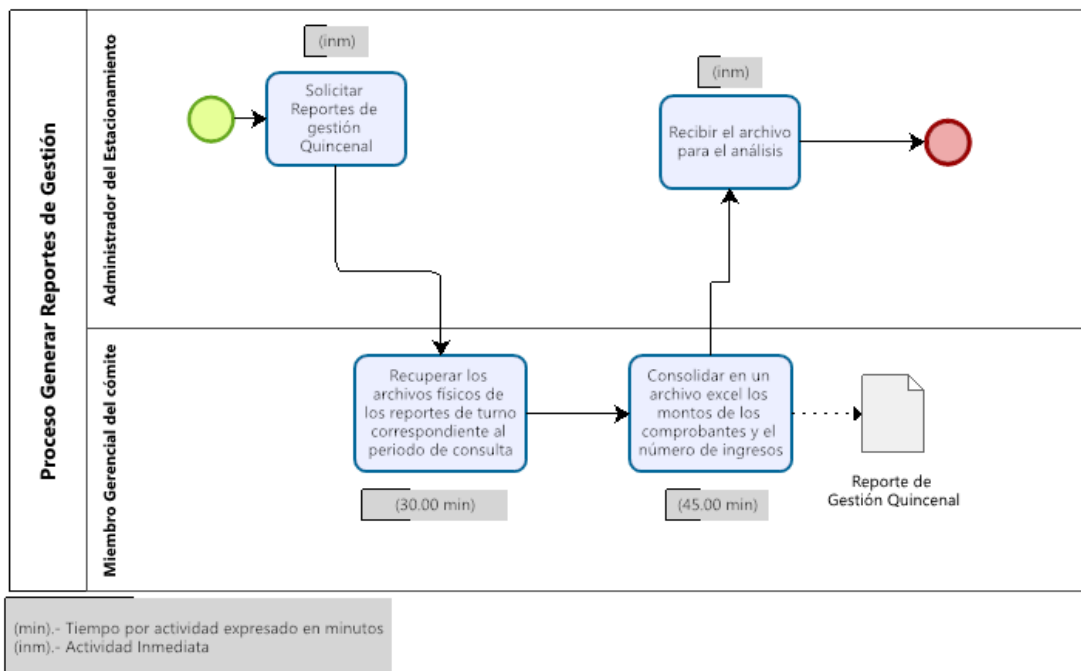 Proceso Generar Reportes de Gestión
Administrador del Estacionamiento
(inm)
Solicitar
Reportes de
gestión
Quincenal
(inm)
Recibir el archivo
para el análisis
Miembro Gerencial del cómite
Recuperar los
archivos físicos de
los reportes de turno
correspondiente al
periodo de consulta
(30.00 min)
Consolidar en un
archivo excel los
montos de los
comprobantes y el
número de ingresos
(45.00 min)
Reporte de
Gestión Quincenal
(min).- Tiempo por actividad expresado en minutos
(inm).- Actividad Inmediata